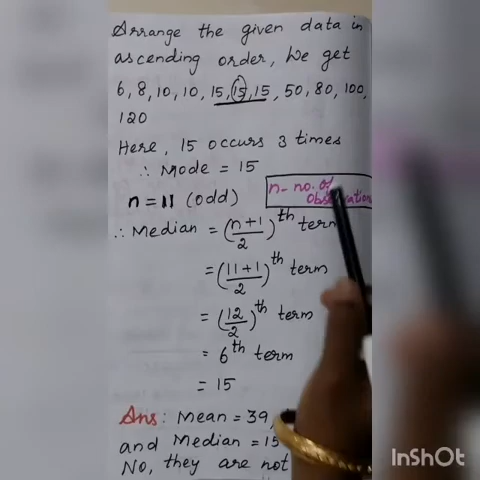 Arrange the given data in
ascending order, We get
6, 8, 10, 10, 15, 15, 15, 50, 80, 100,
120
Here, 15 occurs 3 times
∴ Mode = 15
n = 11 (odd)
n - no. of
∴ Median = (n+1/2)th term
= (11+1/2)th term
= (12/2)th term
= 6th term
= 15
Ans: Mean = 39,
and Median = 15
No, they are not
InShOt